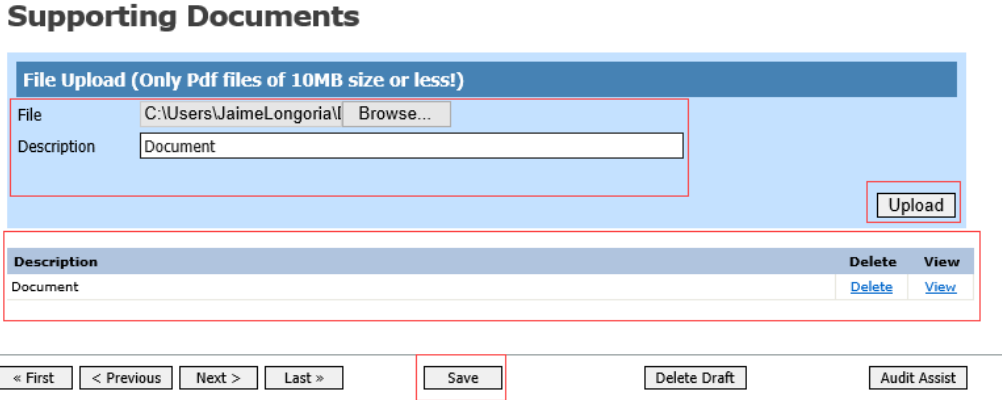 Supporting Documents
File Upload (Only Pdf files of 10MB size or less!)
File C:\Users\JaimeLongoria\ Browse...
Description Document
Upload
Description Delete View
Document Delete View
« First < Previous Next > Last » Save Delete Draft Audit Assist